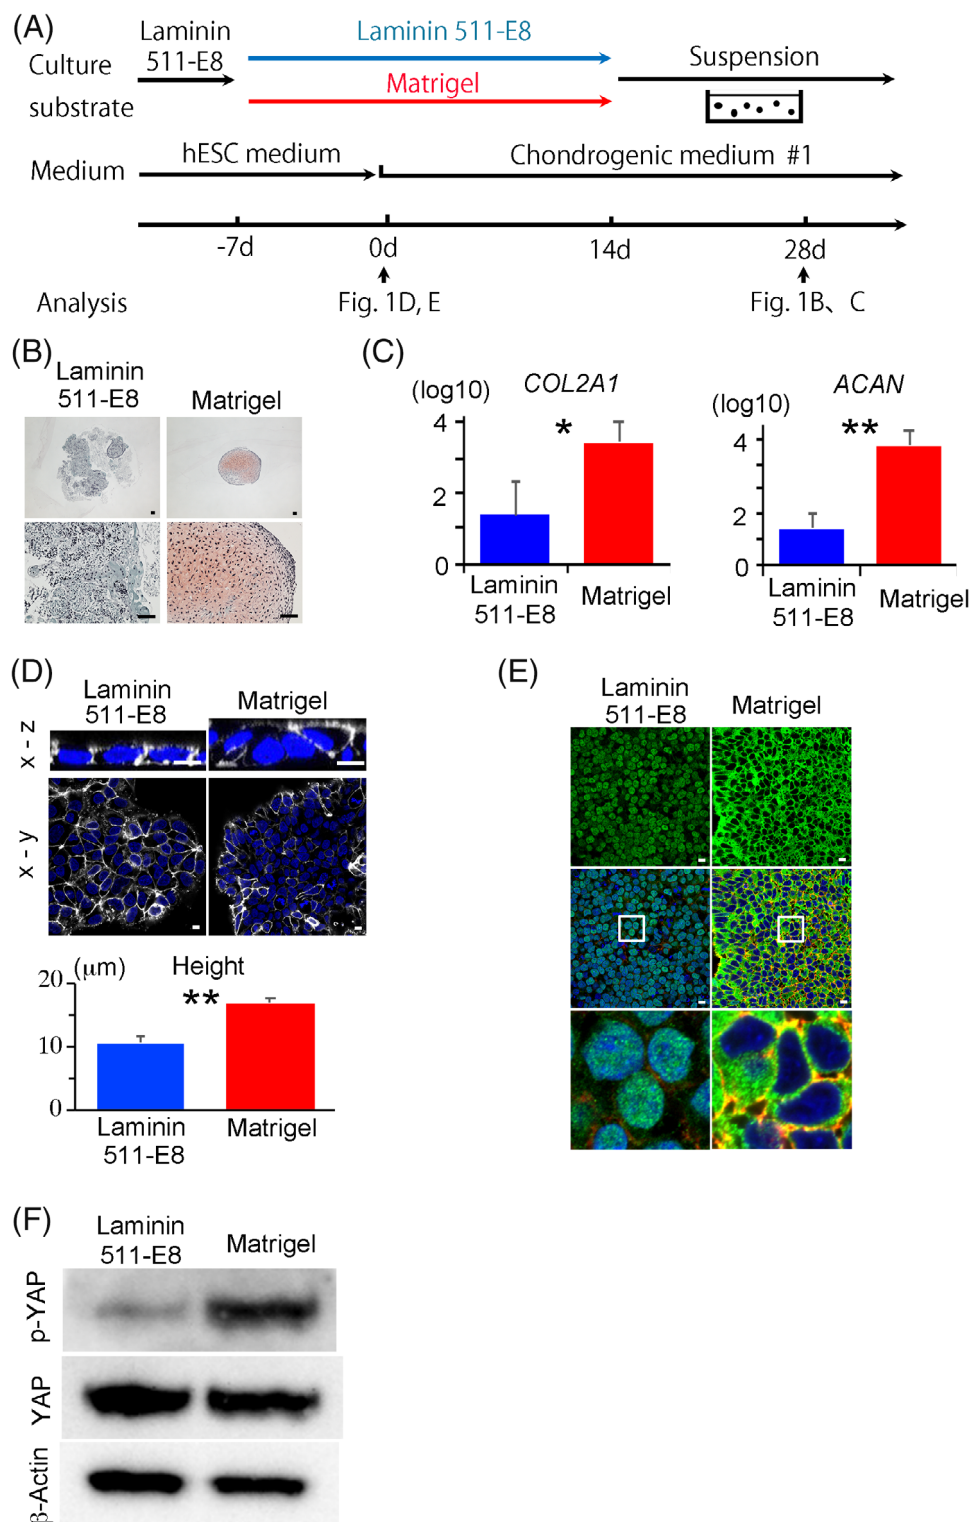 (A)
Laminin
511-E8
Laminin 511-E8
Culture
substrate
Matrigel
Suspension
Medium
hESC medium
Chondrogenic medium #1
-7d
0d
14d
28d
Analysis
Fig. 1D, E
Fig. 1B、 C
(B)
Laminin
511-E8
Matrigel
(C)
(log10)
COL2A1
4
2
0
*
Laminin
511-E8
Matrigel
(log10)
ACAN
4
2
0
**
Laminin
511-E8
Matrigel
(D)
Laminin
511-E8
Matrigel
x - z
x - y
(μm)
Height
20
10
0
**
Laminin
511-E8
Matrigel
(E)
Laminin
511-E8
Matrigel
(F)
Laminin
511-E8
Matrigel
p-YAP
YAP
β-Actin